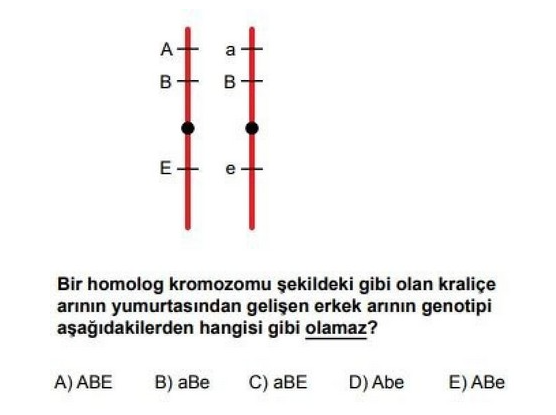 A a
B B
E e
Bir homolog kromozomu şekildeki gibi olan kraliçe
arının yumurtasından gelişen erkek arının genotipi
aşağıdakilerden hangisi gibi olamaz?
A) ABE B) aBe C) aBE D) Abe E) ABe